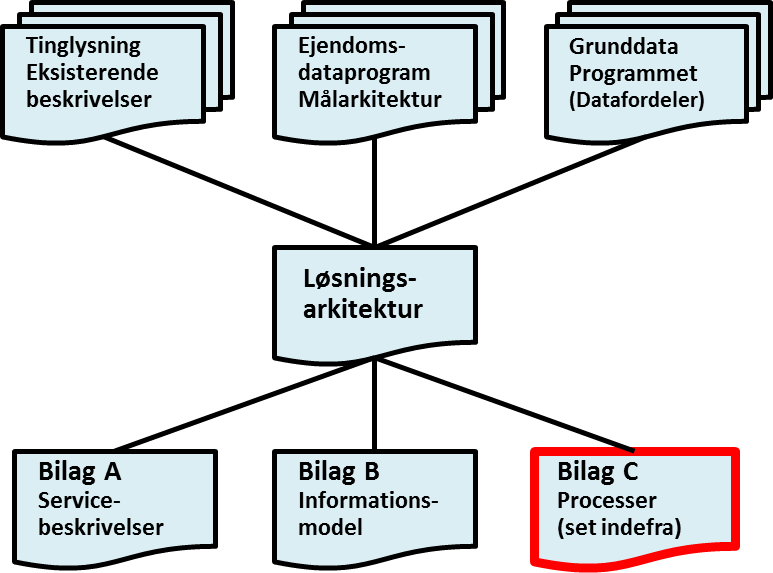 Tinglysning
Eksisterende
beskrivelser
Ejendoms-
dataprogram
Målarkitektur
Grunddata
Programmet
(Datafordeler)
Løsnings-
arkitektur
Bilag A
Service-
beskrivelser
Bilag B
Informations-
model
Bilag C
Processer
(set indefra)